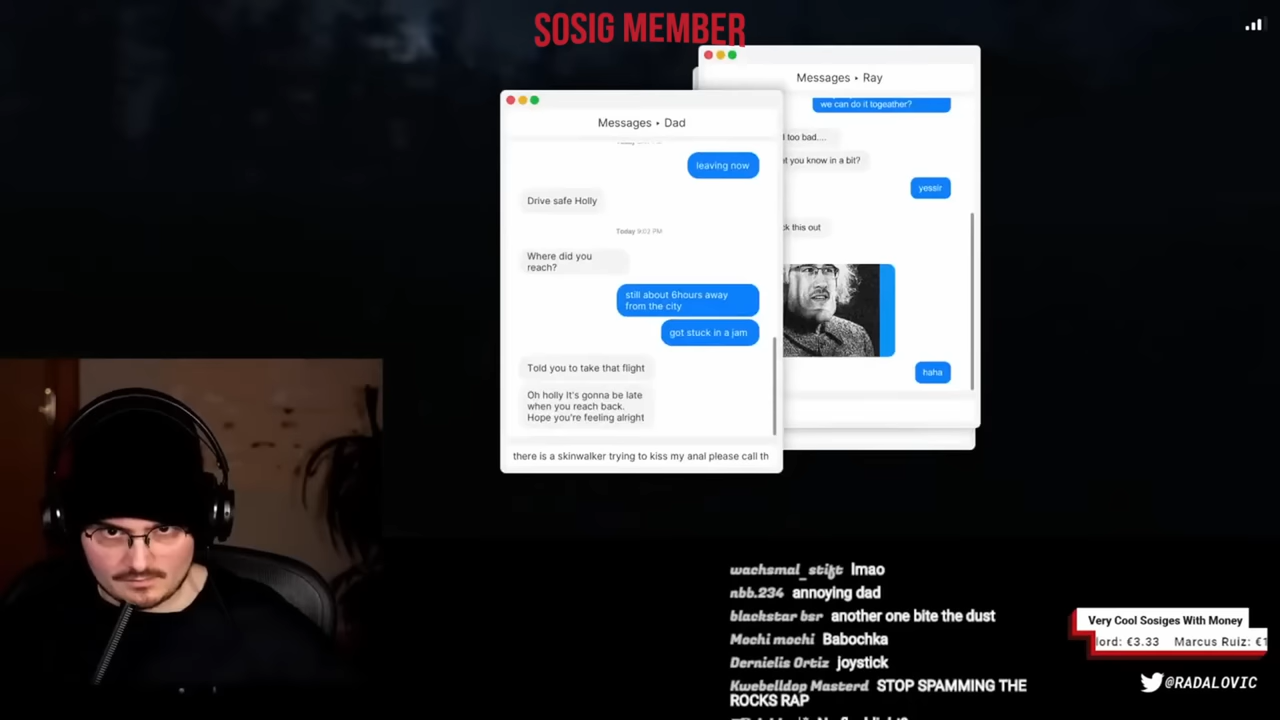 SOSIG MEMBER
Messages • Ray
we can do it togeather?
too bad....
you know in a bit?
yessir
this out
haha
Messages • Dad
leaving now
Drive safe Holly
Today 9:02 PM
Where did you
reach?
still about 6hours away
from the city
got stuck in a jam
Told you to take that flight
Oh holly It's gonna be late
when you reach back.
Hope you're feeling alright
there is a skinwalker trying to kiss my anal please call th
wachsmal_stift lmao
nbb.234 annoying dad
blackstar bsr another one bite the dust
Mochi mochi Babochka
Dernielis Ortiz joystick
Kwebelldop Masterd STOP SPAMMING THE
ROCKS RAP
Very Cool Sosiges With Money
lord: €3.33 Marcus Ruiz: €1
@RADALOVIC